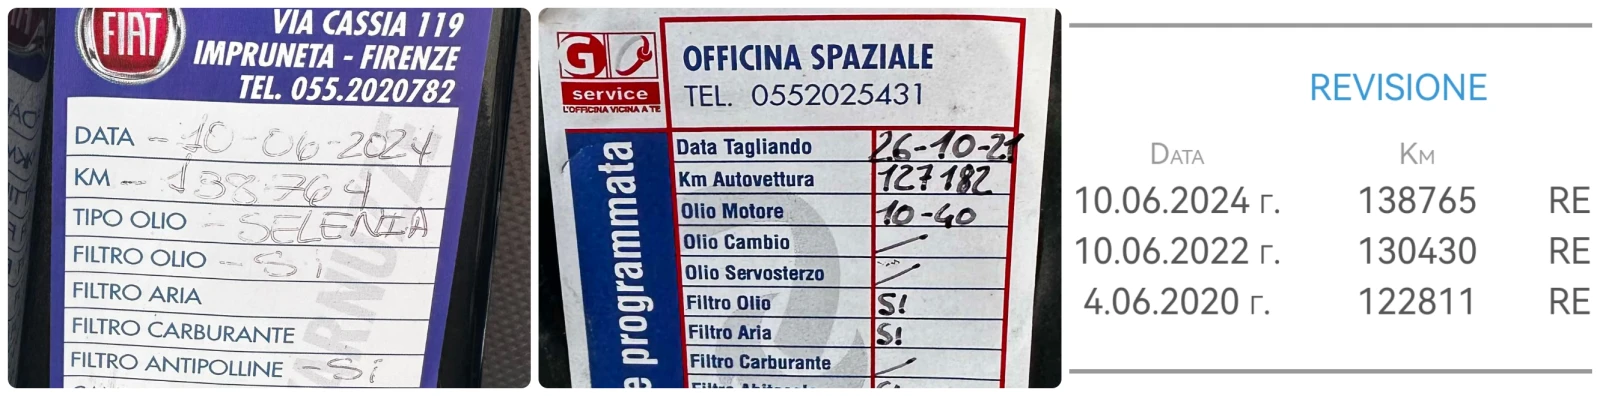 FIAT
VIA CASSIA 119
IMPRUNETA - FIRENZE
TEL. 055.2020782
DATA - 10-06-2024
KM - 138764
TIPO OLIO - SELENIA
FILTRO OLIO - Si
FILTRO ARIA
FILTRO CARBURANTE
FILTRO ANTIPOLLINE - Si
G
service
L'OFFICINA VICINA A TE
OFFICINA SPAZIALE
TEL. 0552025431
e programmata
Data Tagliando 26-10-21
Km Autovettura 127182
Olio Motore 10-40
Olio Cambio
Olio Servosterzo
Filtro Olio S!
Filtro Aria S!
Filtro Carburante
REVISIONE
DATA KM
10.06.2024 г. 138765 RE
10.06.2022 г. 130430 RE
4.06.2020 г. 122811 RE